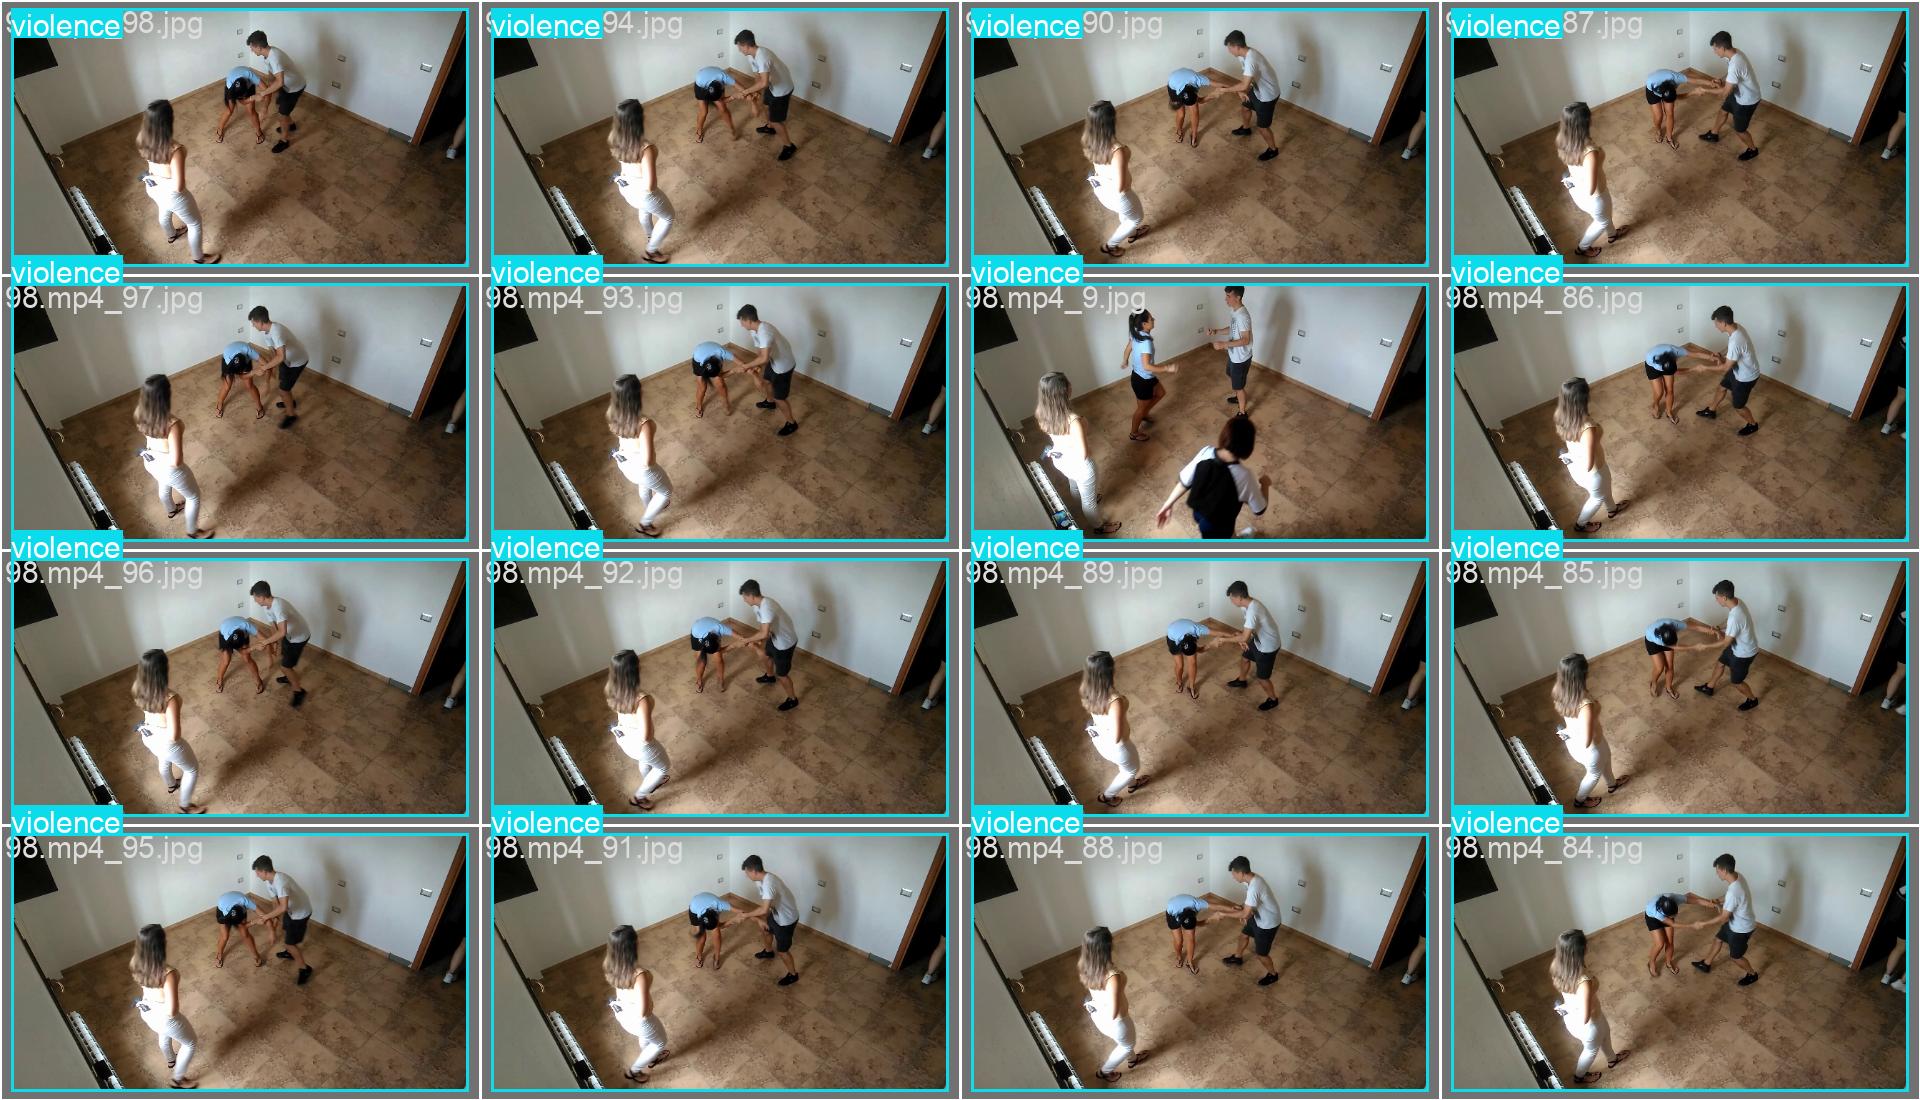 violence 98.jpg
violence 94.jpg
violence 90.jpg
violence 87.jpg
violence
98.mp4_97.jpg
violence
98.mp4_93.jpg
violence
98.mp4_9.jpg
violence
98.mp4_86.jpg
violence
98.mp4_96.jpg
violence
98.mp4_92.jpg
violence
98.mp4_89.jpg
violence
98.mp4_85.jpg
violence
98.mp4_95.jpg
violence
98.mp4_91.jpg
violence
98.mp4_88.jpg
violence
98.mp4_84.jpg